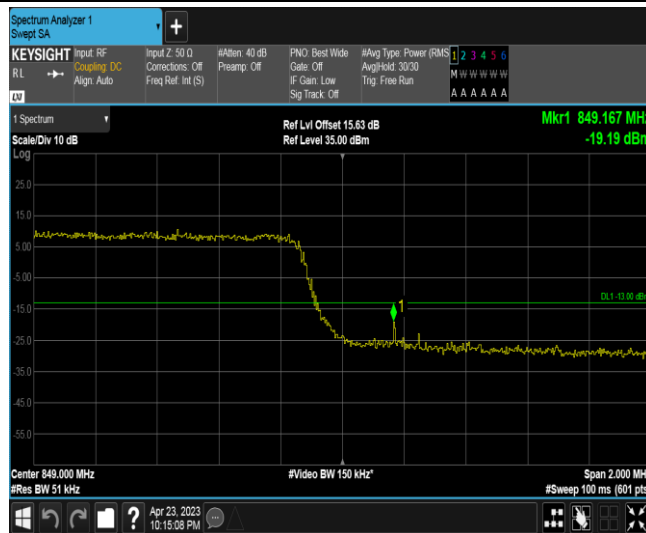 Spectrum Analyzer 1
Swept SA
+
KEYSIGHT
RL
LXI
Input: RF
Coupling: DC
Align: Auto
Input Z: 50 Ω
Corrections: Off
Freq Ref: Int (S)
#Atten: 40 dB
Preamp: Off
PNO: Best Wide
Gate: Off
IF Gain: Low
Sig Track: Off
#Avg Type: Power (RMS
Avg|Hold: 30/30
Trig: Free Run
1 2 3 4 5 6
M W W W W W
A A A A A A
1 Spectrum
Scale/Div 10 dB
Log
Ref Lvl Offset 15.63 dB
Ref Level 35.00 dBm
Mkr1 849.167 MHz
-19.19 dBm
25.0
15.0
5.00
-5.00
-15.0
-25.0
-35.0
-45.0
-55.0
1
DL1 -13.00 dBm
Center 849.000 MHz
#Res BW 51 kHz
#Video BW 150 kHz*
Span 2.000 MHz
#Sweep 100 ms (601 pts
?
Apr 23, 2023
10:15:08 PM